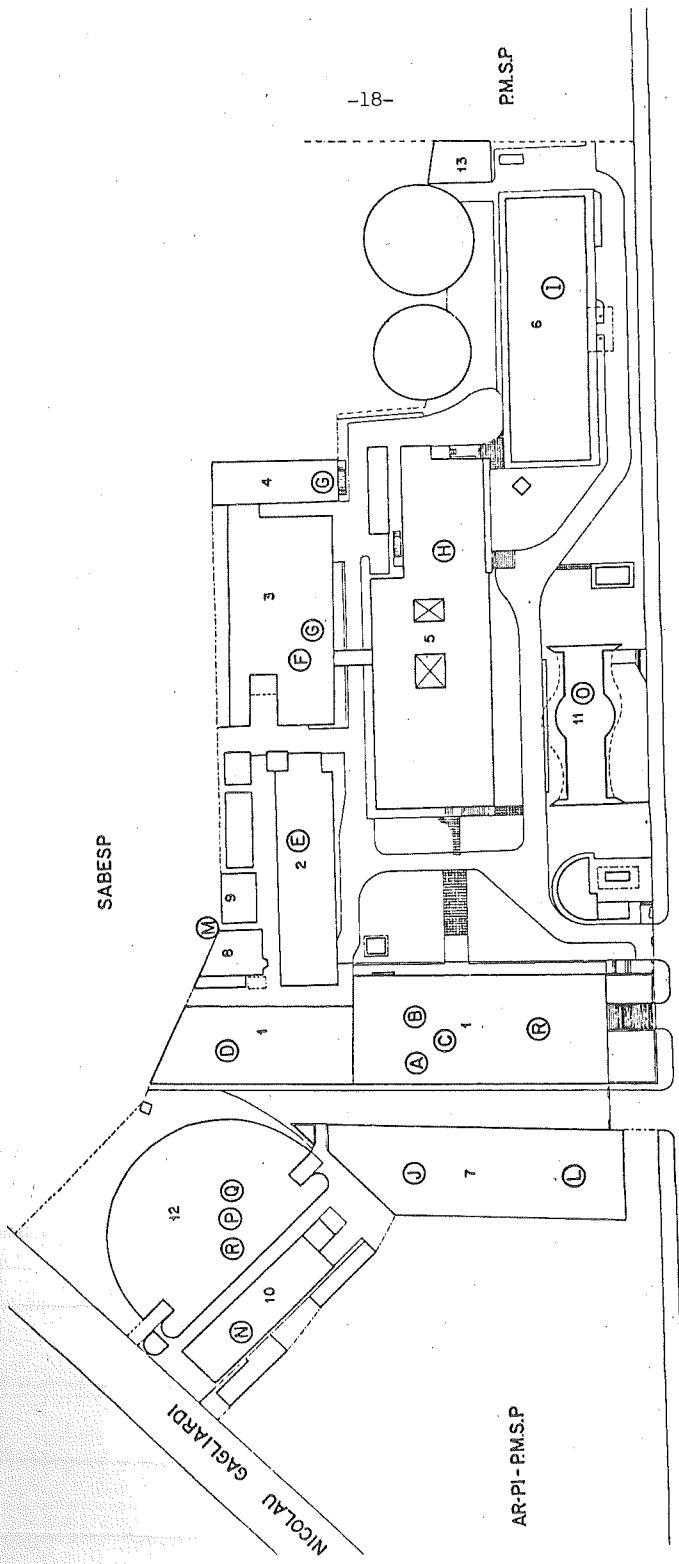 -18-
P.M.S.P
SABESP
13
6
I
4
G
3
F
G
5
H
11
O
2
E
9
8
M
1
D
A
B
C
1
R
J
7
L
12
R
P
Q
10
N
NICOLAU GAGLIARDI
AR-PI-P.M.S.P